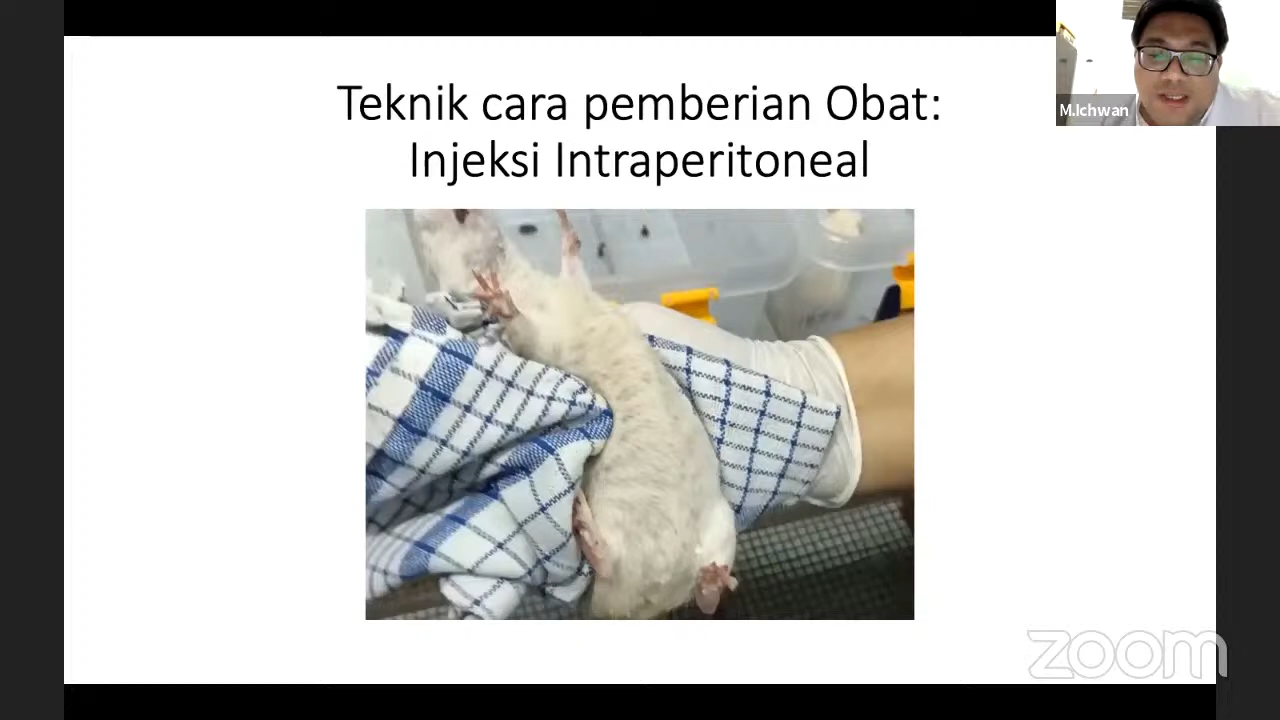 Teknik cara pemberian Obat:
Injeksi Intraperitoneal
M.Ichwan
zoom